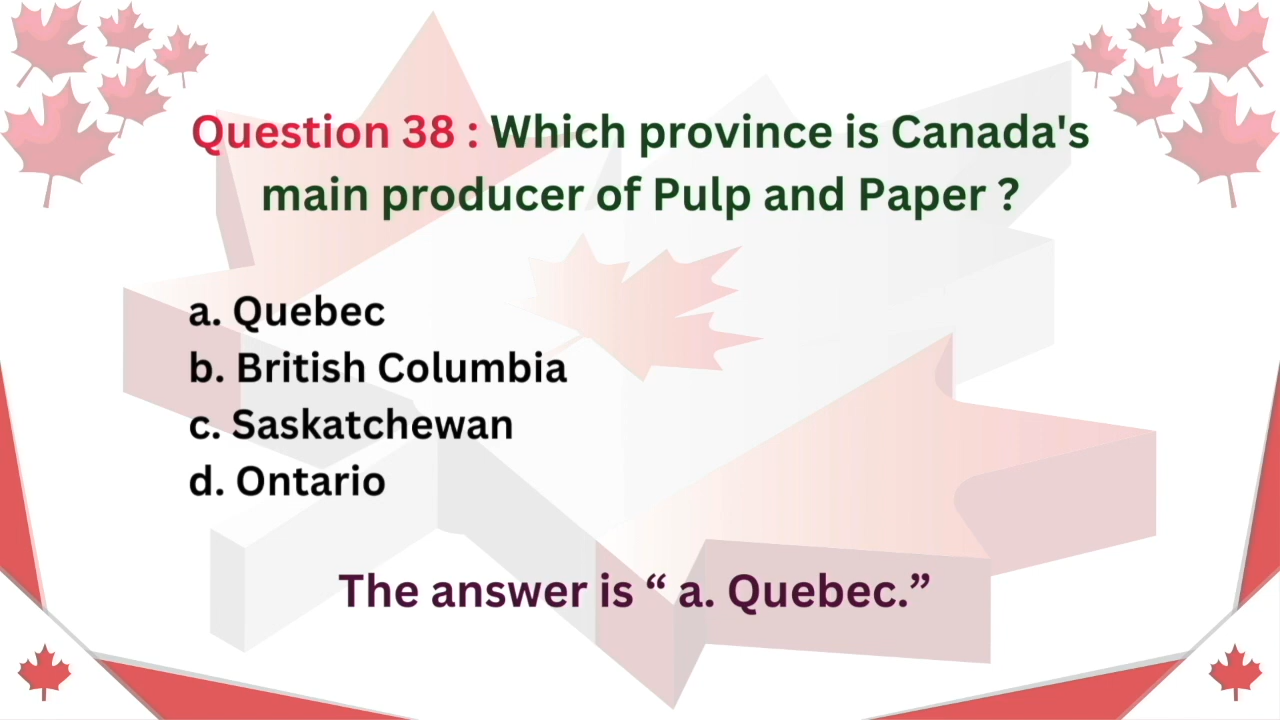 Question 38 : Which province is Canada's
main producer of Pulp and Paper ?
a. Quebec
b. British Columbia
c. Saskatchewan
d. Ontario
The answer is “ a. Quebec.”